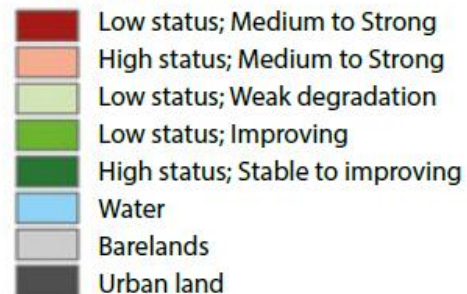 Low status; Medium to Strong
High status; Medium to Strong
Low status; Weak degradation
Low status; Improving
High status; Stable to improving
Water
Barelands
Urban land